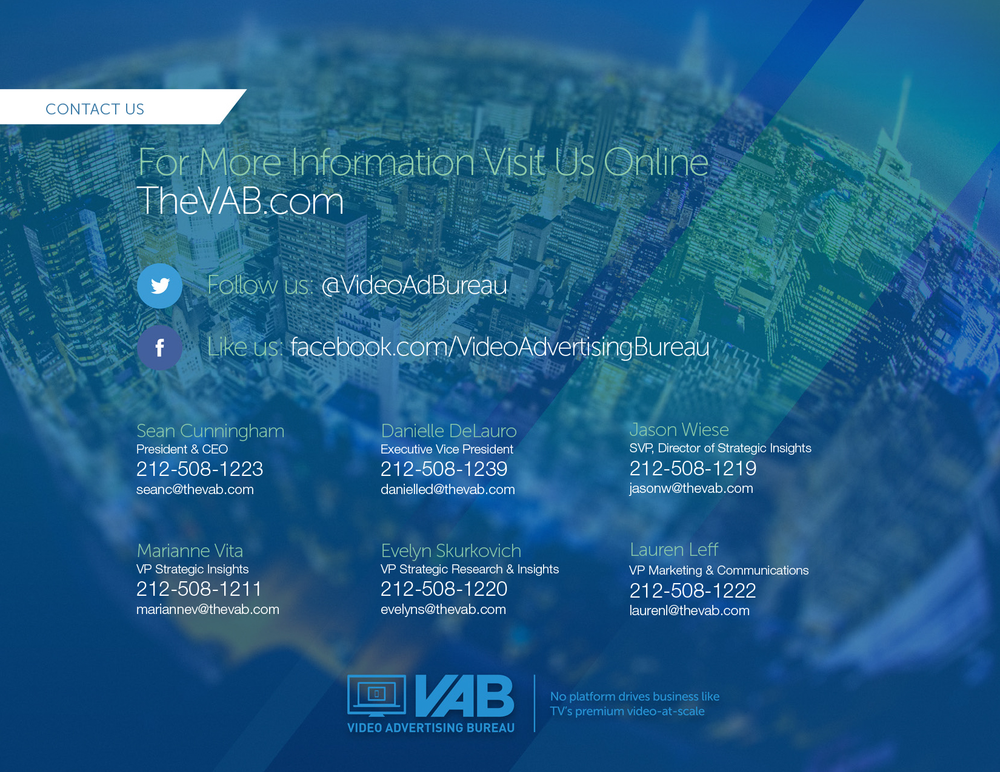 CONTACT US
For More Information Visit Us Online
TheVAB.com
Follow us: @VideoAdBureau
f
Like us: facebook.com/VideoAdvertisingBureau
Sean Cunningham
President & CEO
212-508-1223
seanc@thevab.com
Danielle DeLauro
Executive Vice President
212-508-1239
danielled@thevab.com
Jason Wiese
SVP, Director of Strategic Insights
212-508-1219
jasonw@thevab.com
Marianne Vita
VP Strategic Insights
212-508-1211
mariannev@thevab.com
Evelyn Skurkovich
VP Strategic Research & Insights
212-508-1220
evelyns@thevab.com
Lauren Leff
VP Marketing & Communications
212-508-1222
laurenl@thevab.com
VAB
VIDEO ADVERTISING BUREAU
No platform drives business like
TV's premium video-at-scale